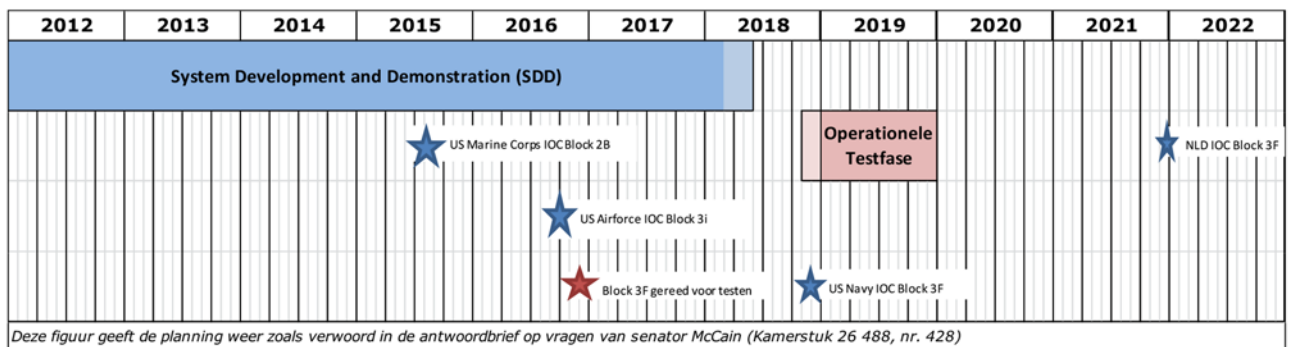 2012 2013 2014 2015 2016 2017 2018 2019 2020 2021 2022
System Development and Demonstration (SDD)
Operationele
Testfase
US Marine Corps IOC Block 2B
NLD IOC Block 3F
US Airforce IOC Block 3i
Block 3F gereed voor testen
US Navy IOC Block 3F
Deze figuur geeft de planning weer zoals verwoord in de antwoordbrief op vragen van senator McCain (Kamerstuk 26 488, nr. 428)